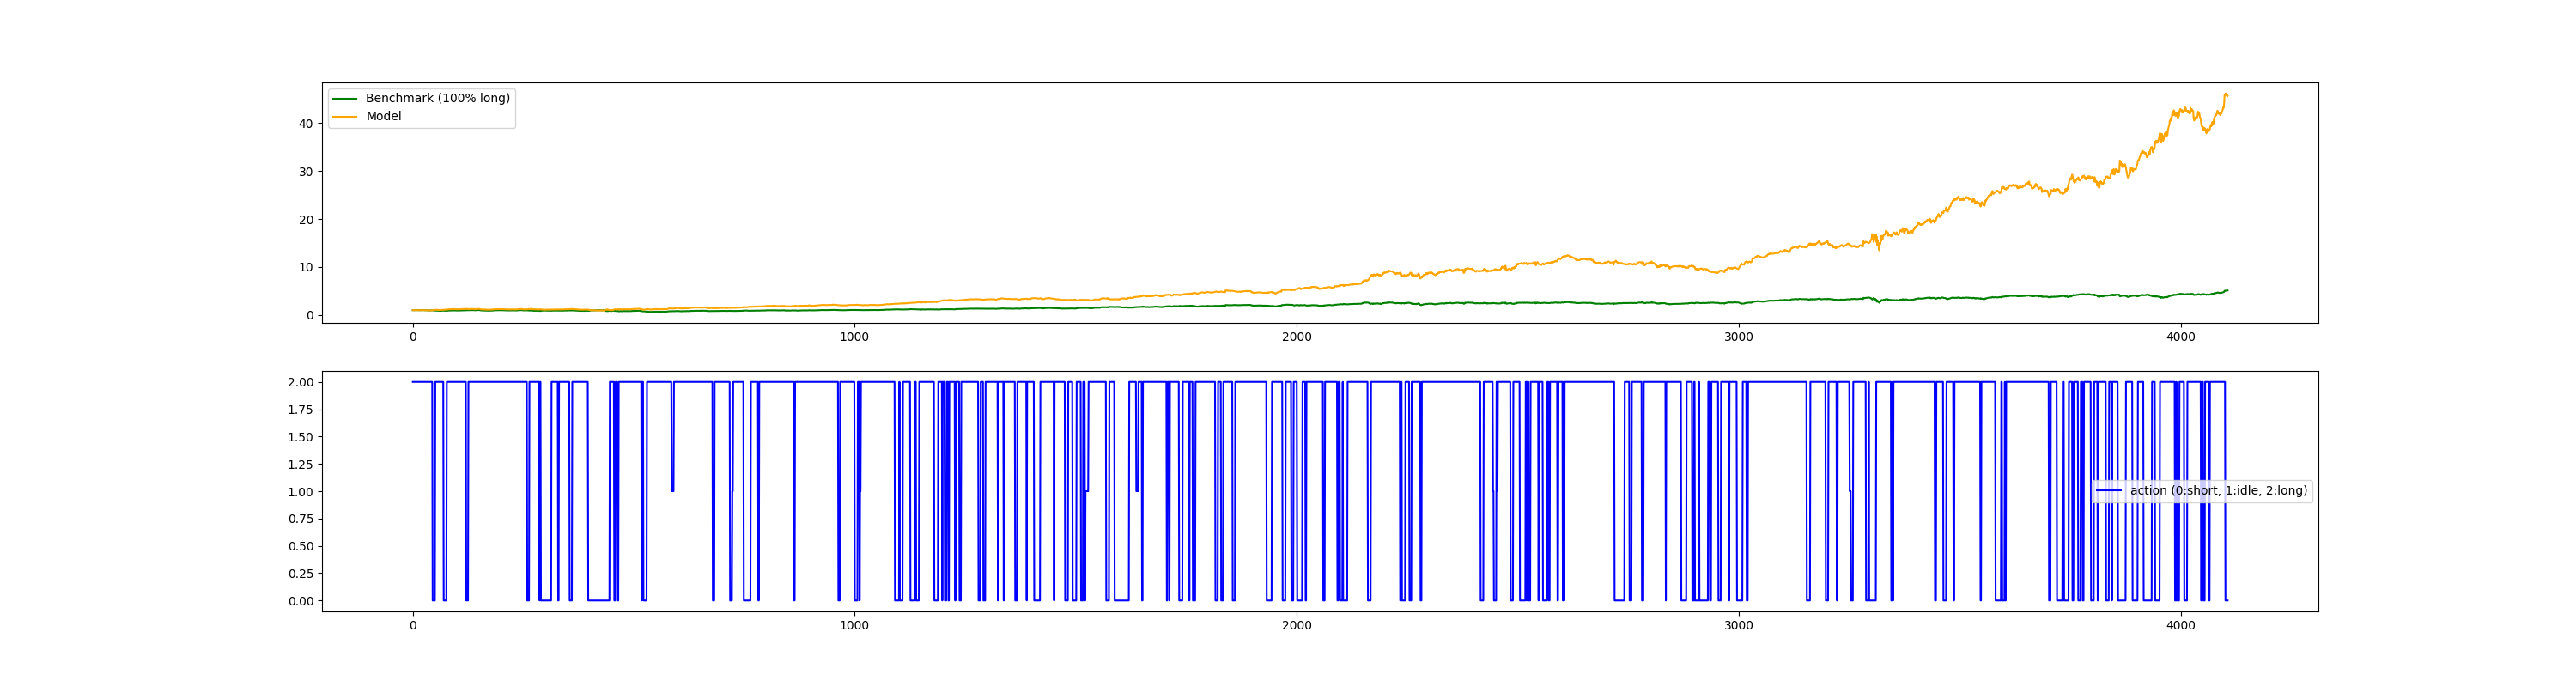 Benchmark (100% long)
Model
40
30
20
10
0
0 1000 2000 3000 4000
2.00
1.75
1.50
1.25
1.00
action (0:short, 1:idle, 2:long)
0.75
0.50
0.25
0.00
0 1000 2000 3000 4000